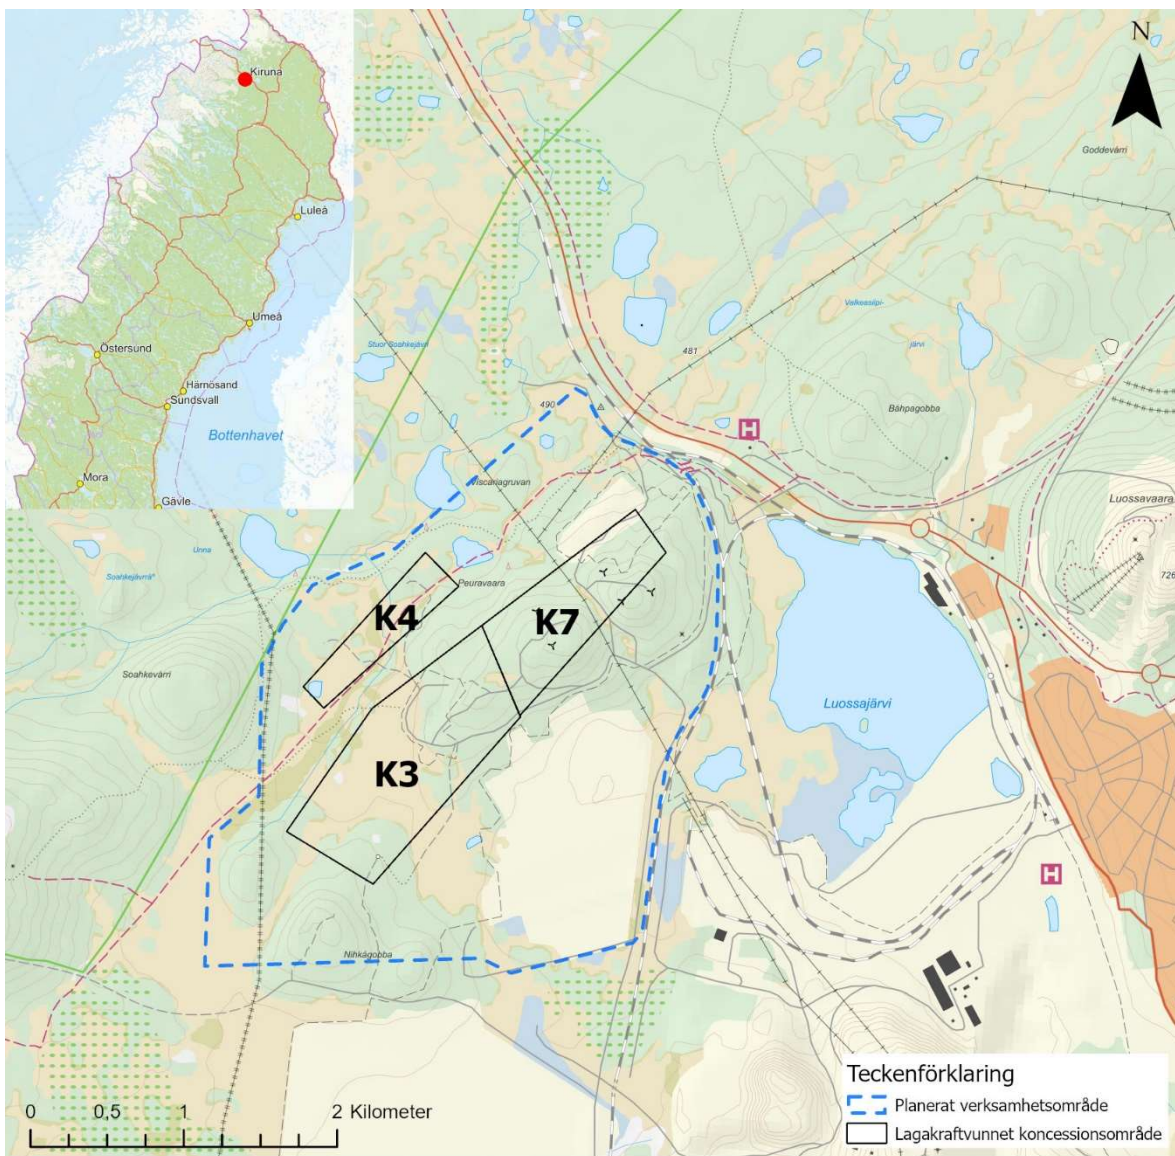 Kiruna
Luleå
Umeå
Östersund
Härnösand
Sundsvall
Bottenhavet
Mora
Gävle
N
Goddevárri
481
490
Stuor Soahkejávri
Valkessiipi-
järvi
Báhpagobba
H
Viscariagruvan
Luossavaara
726
Unna
Soahkejávrráš
Peuravaara
K4
K7
Soahkevárri
Luossajärvi
K3
H
Nihkágobba
0 0,5 1 2 Kilometer
Teckenförklaring
Planerat verksamhetsområde
Lagakraftvunnet koncessionsområde